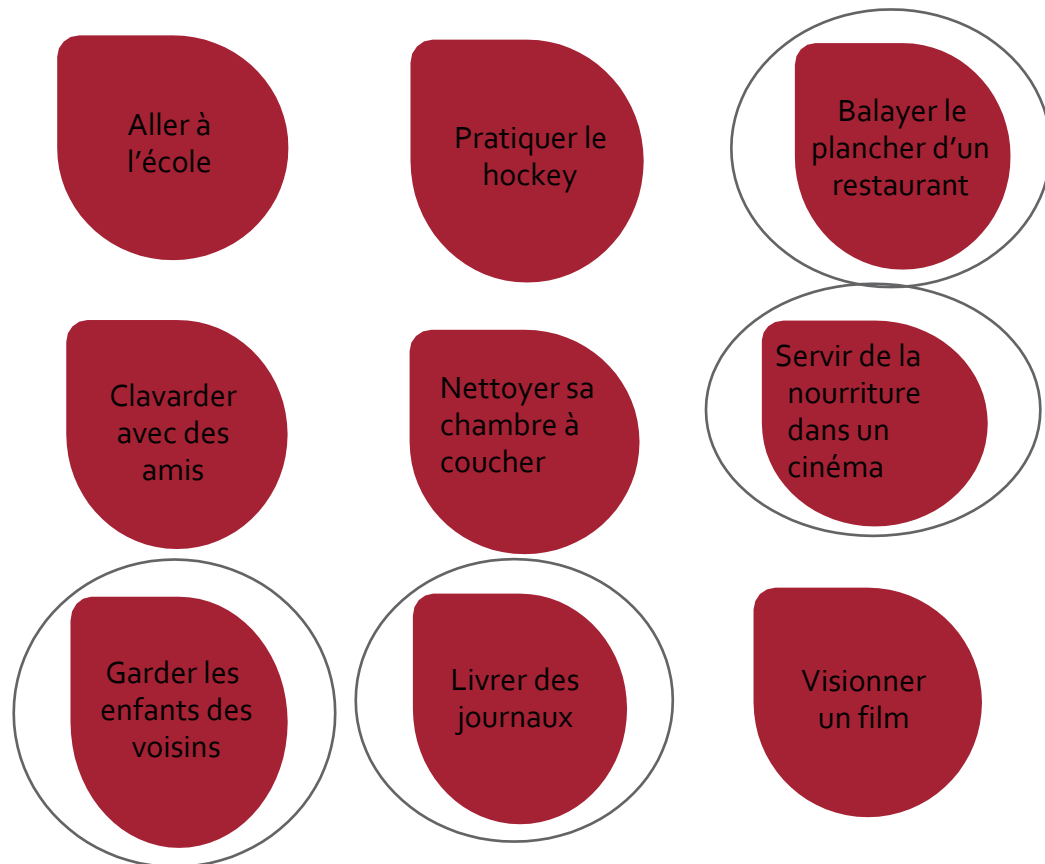 Aller à
l’école
Pratiquer le
hockey
Balayer le
plancher d’un
restaurant
Clavarder
avec des
amis
Nettoyer sa
chambre à
coucher
Servir de la
nourriture
dans un
cinéma
Garder les
enfants des
voisins
Livrer des
journaux
Visionner
un film